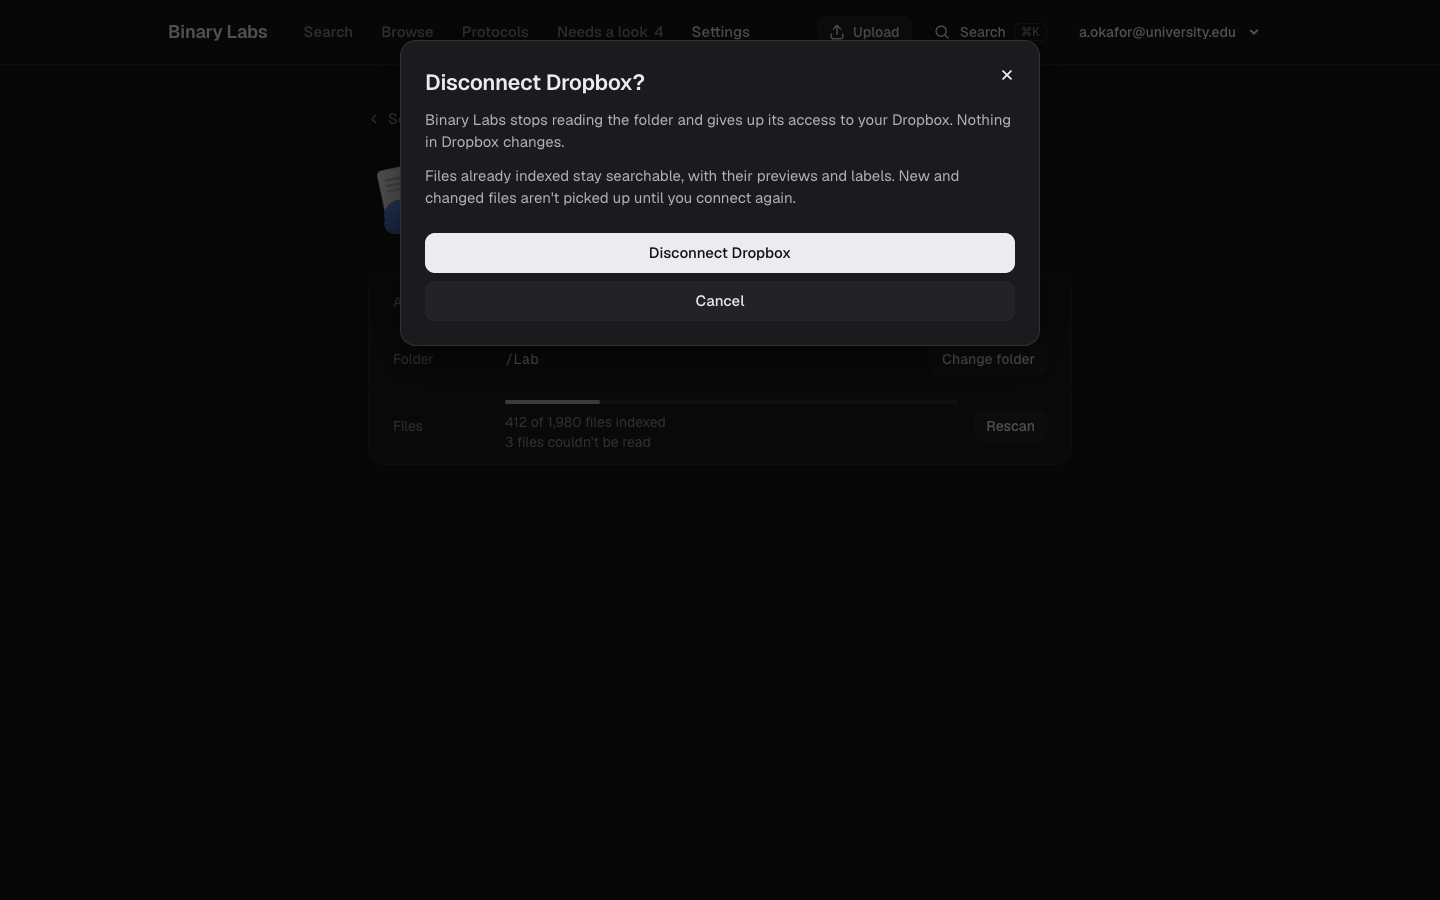 Binary Labs Search Browse Protocols Needs a look 4 Settings Upload Search ⌘K a.okafor@university.edu
Disconnect Dropbox?
Binary Labs stops reading the folder and gives up its access to your Dropbox. Nothing
in Dropbox changes.
Files already indexed stay searchable, with their previews and labels. New and
changed files aren't picked up until you connect again.
Disconnect Dropbox
Cancel
Folder /Lab Change folder
Files 412 of 1,980 files indexed Rescan
3 files couldn't be read